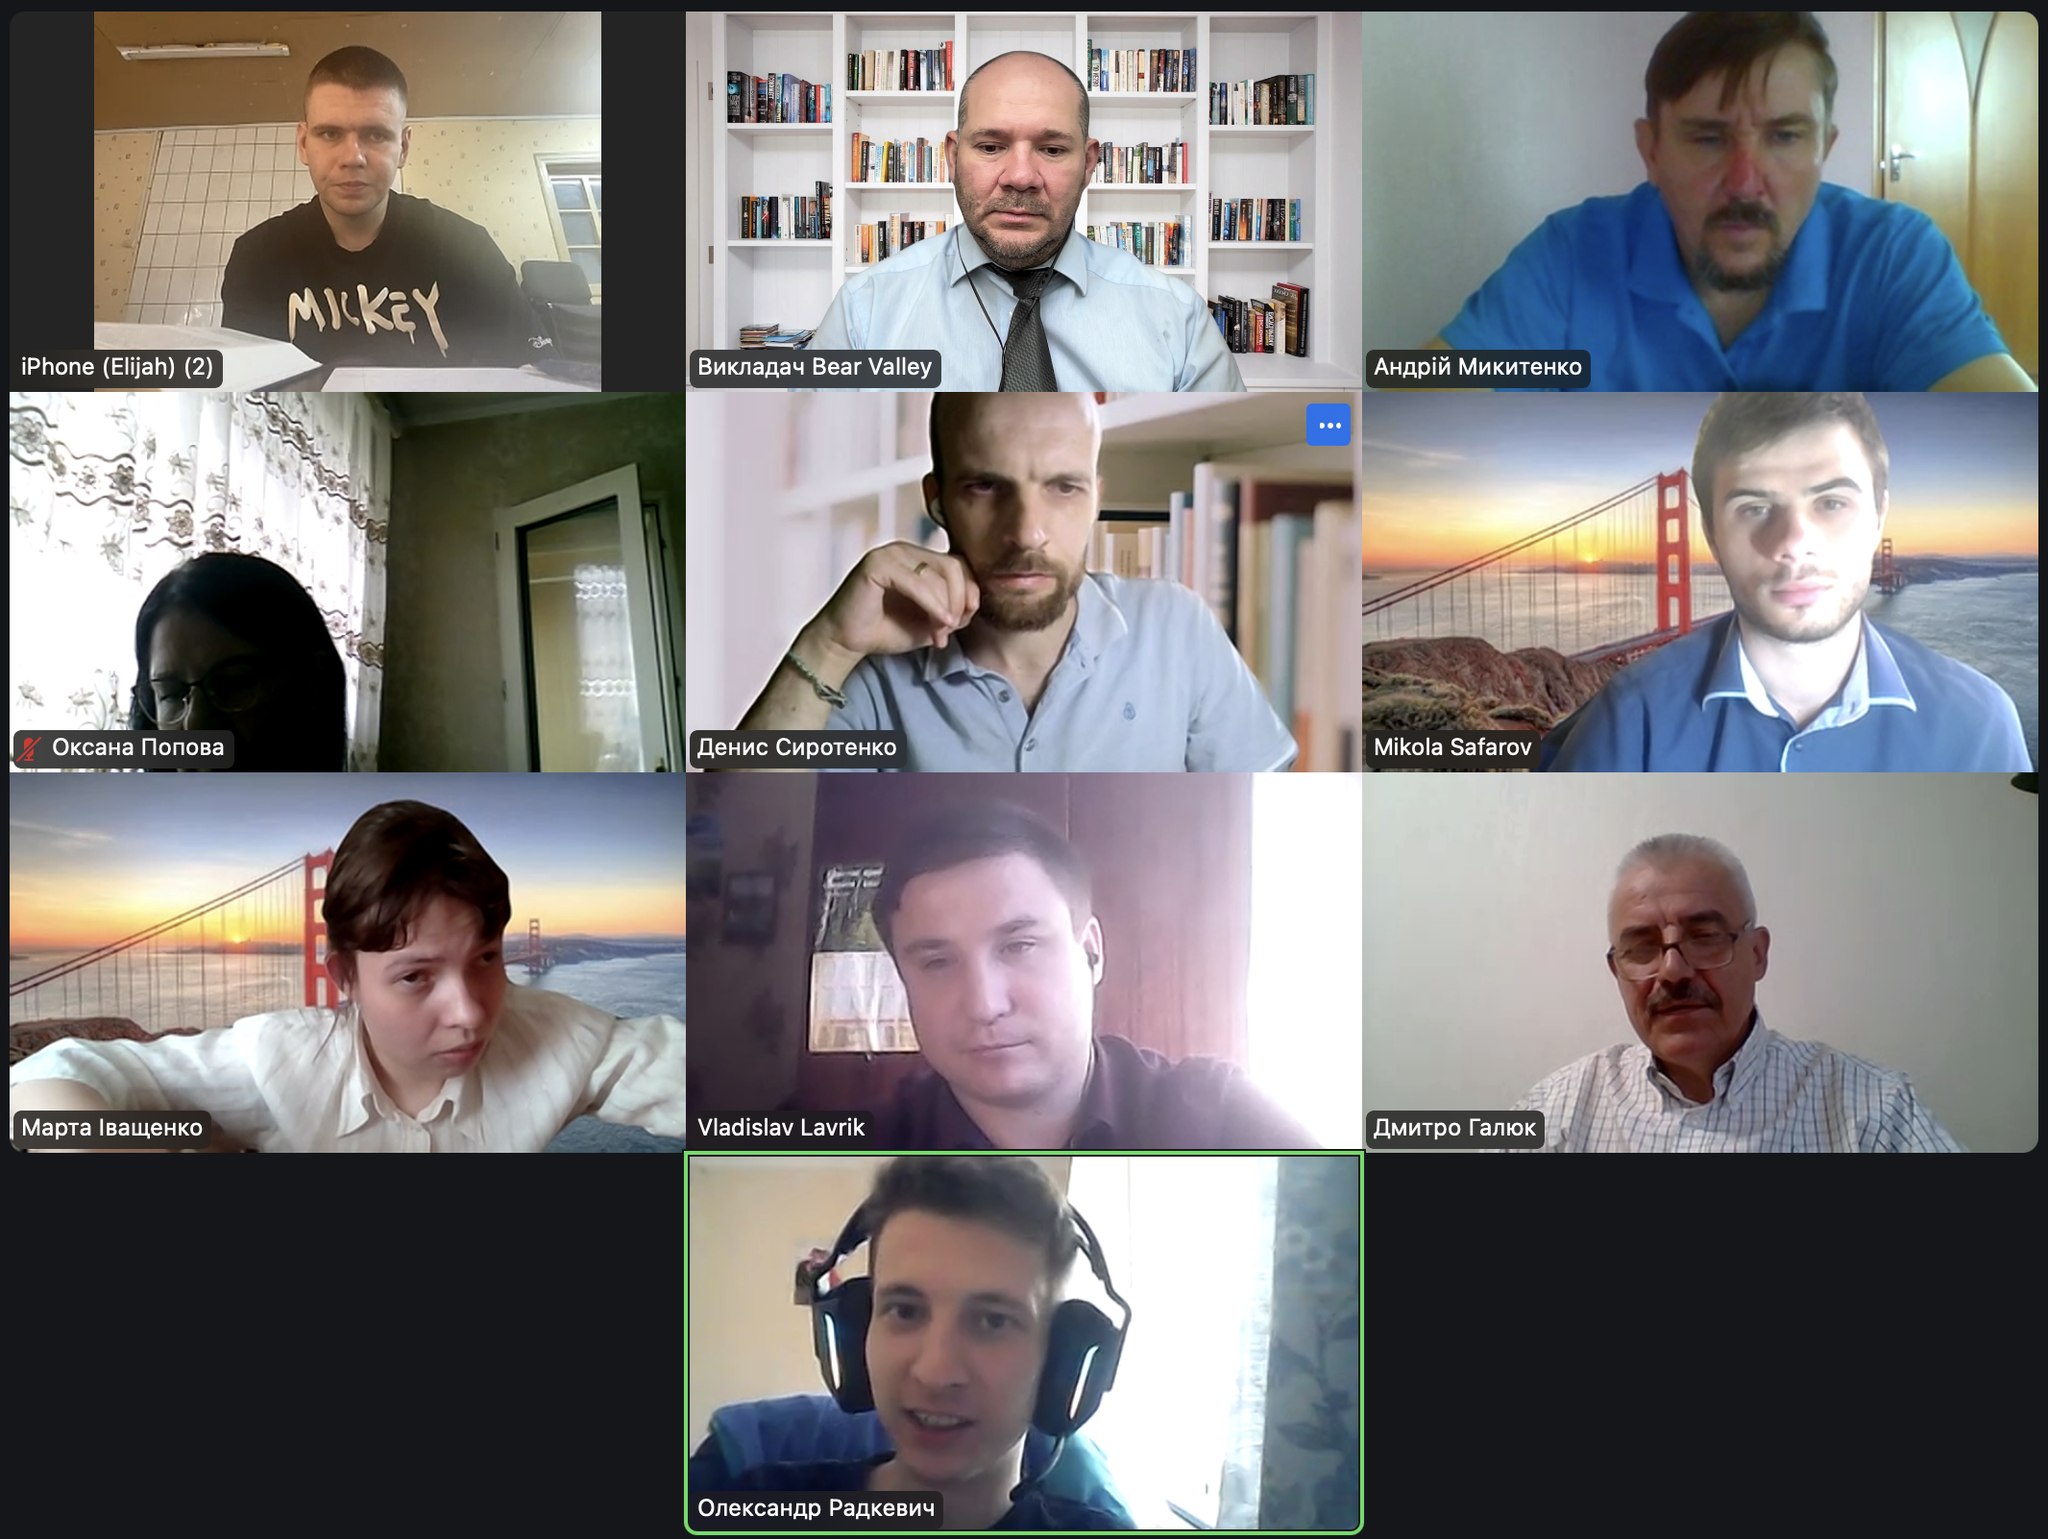 MICKEY
iPhone (Elijah) (2)
Викладач Bear Valley
Андрій Микитенко
Оксана Попова
Денис Сиротенко
Mikola Safarov
Марта Іващенко
Vladislav Lavrik
Дмитро Галюк
Олександр Радкевич